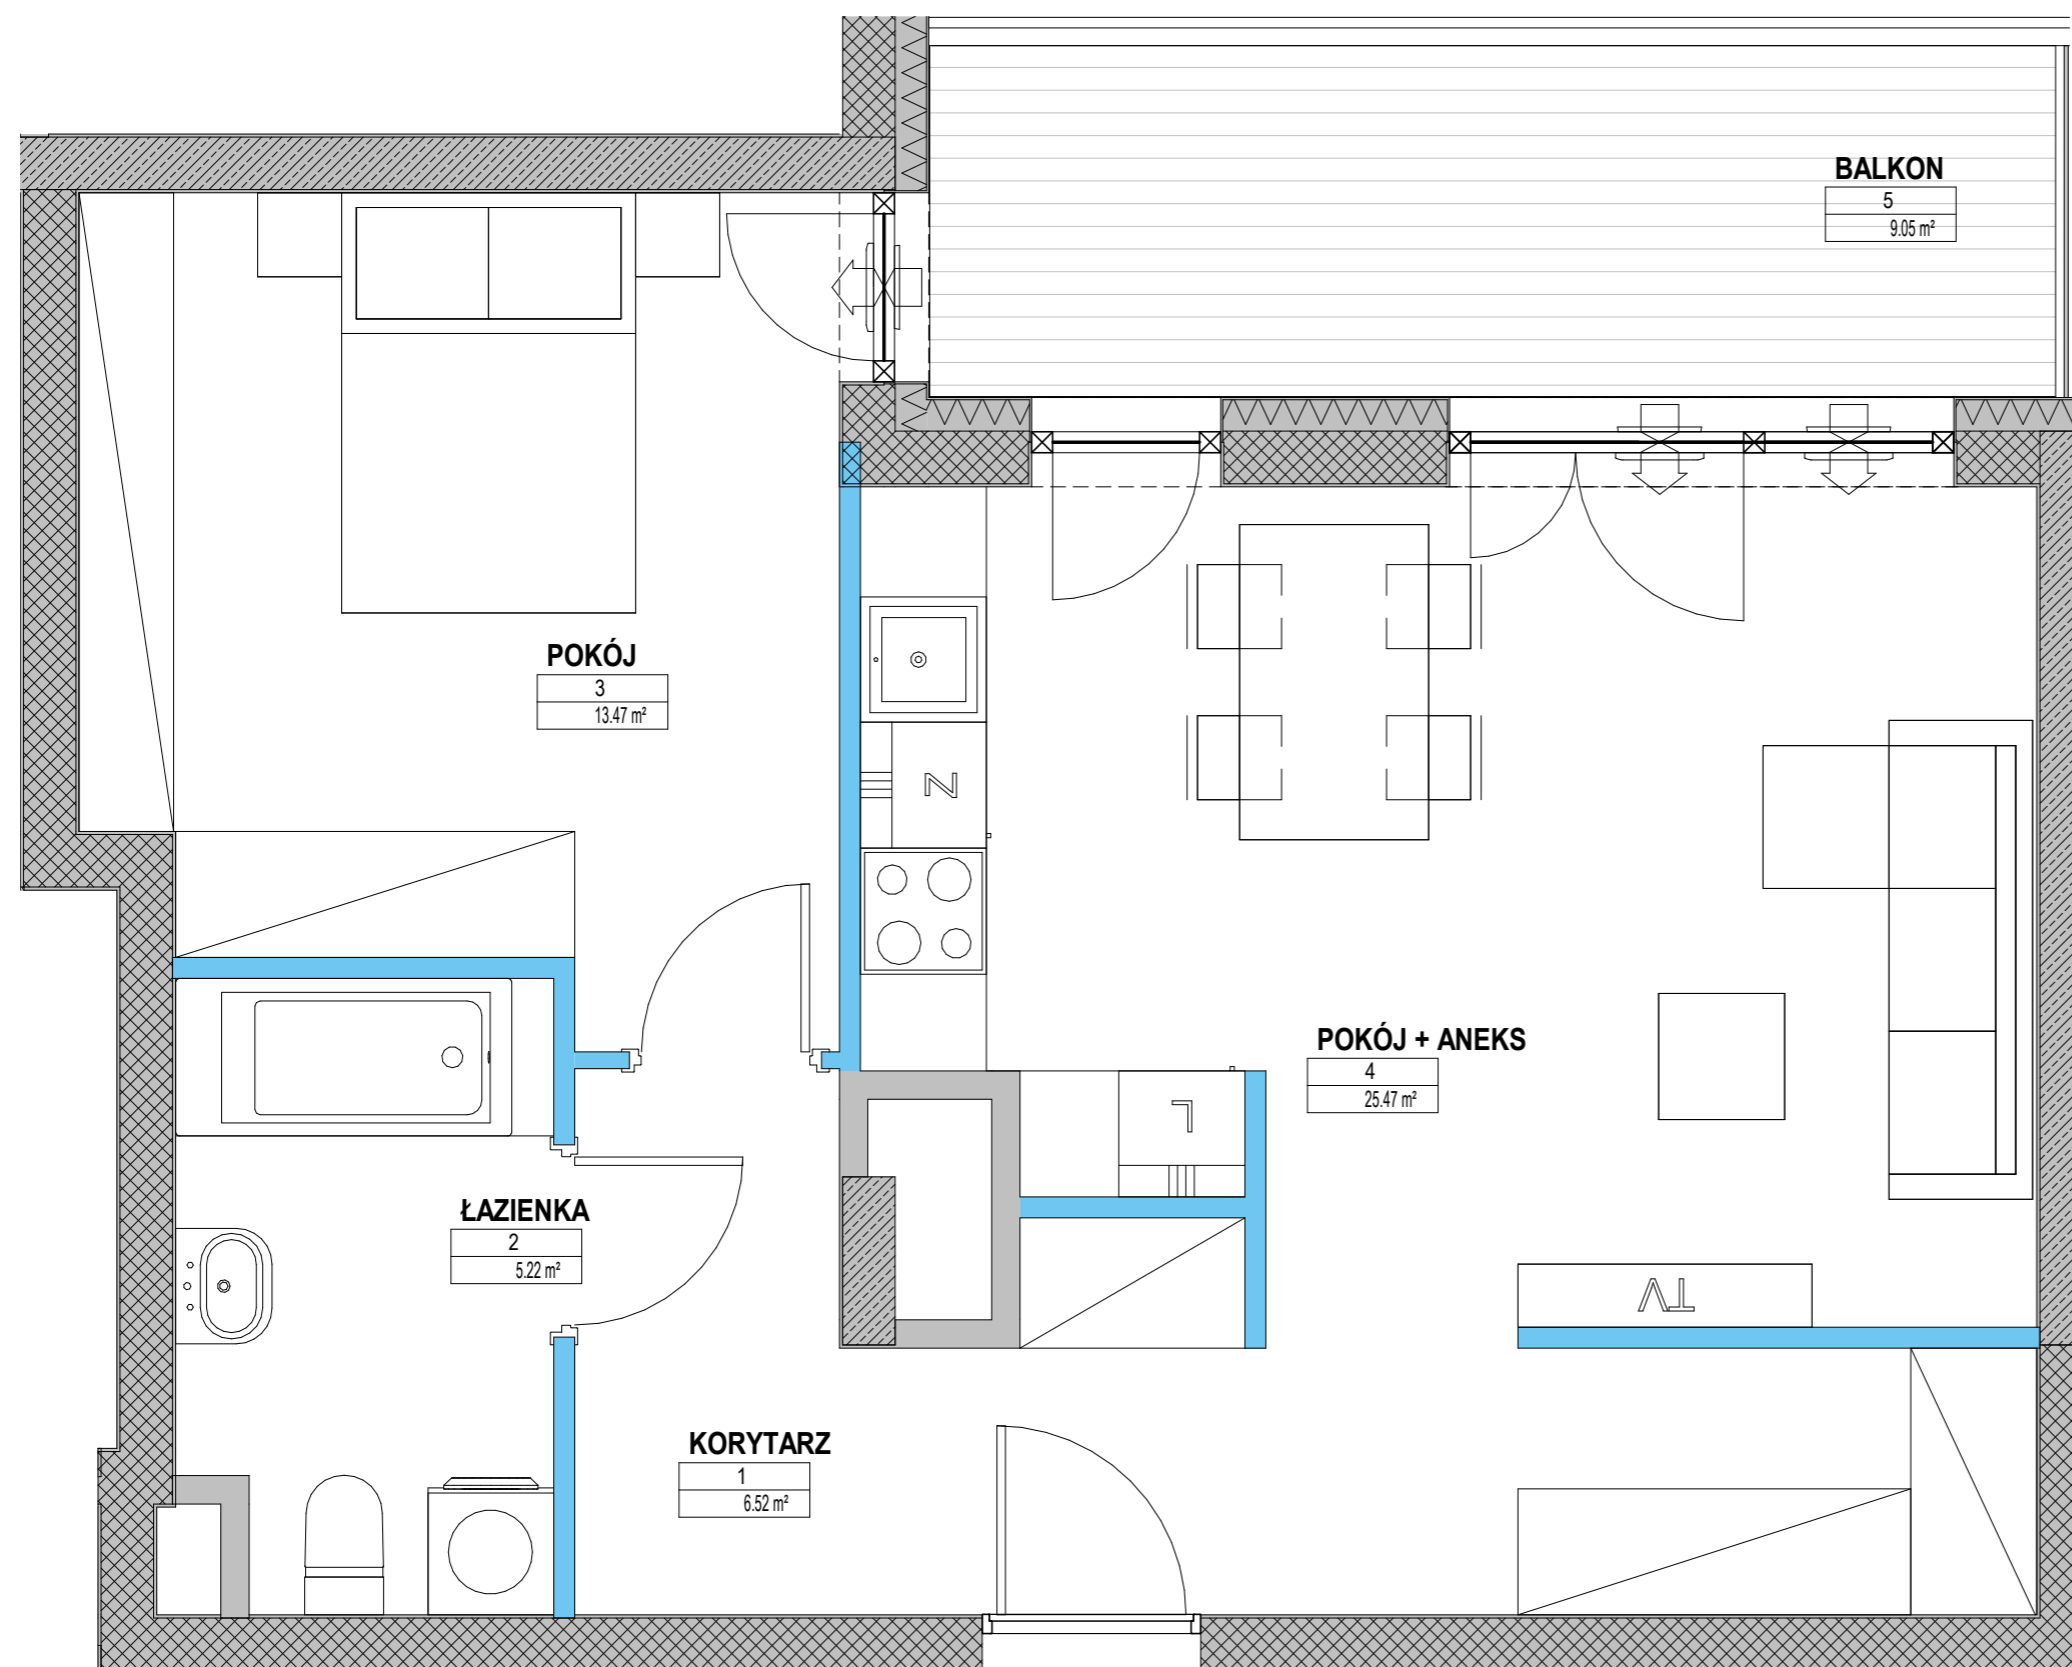 BALKON
5
9.05 m²
POKÓJ
3
13.47 m²
Z
POKÓJ + ANEKS
4
25.47 m²
L
ŁAZIENKA
2
5.22 m²
TV
KORYTARZ
1
6.52 m²